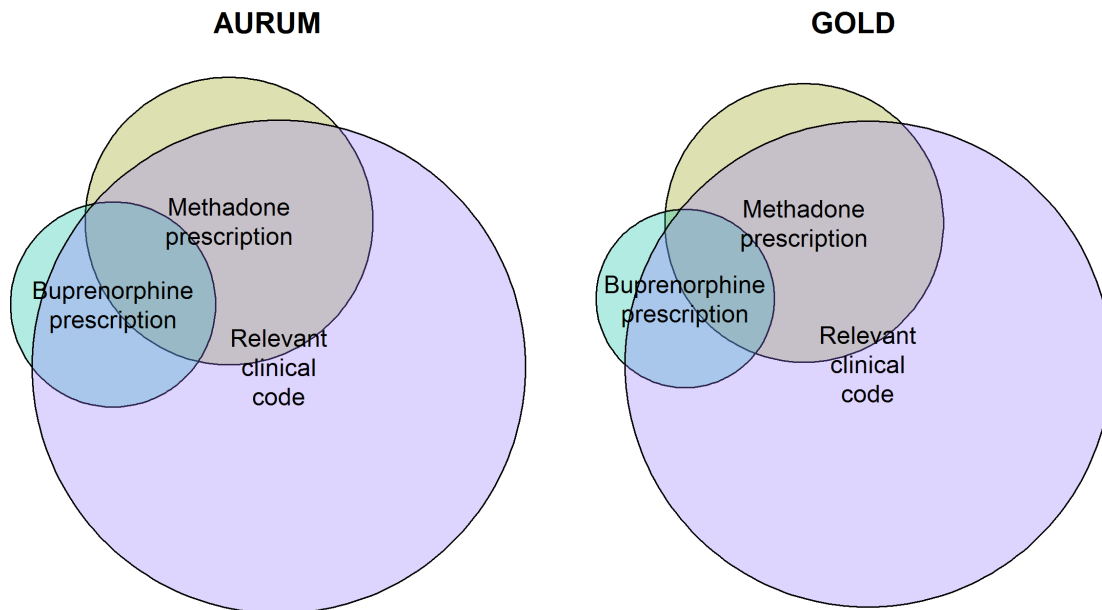 AURUM
Methadone
prescription
Buprenorphine
prescription
Relevant
clinical
code
GOLD
Methadone
prescription
Buprenorphine
prescription
Relevant
clinical
code